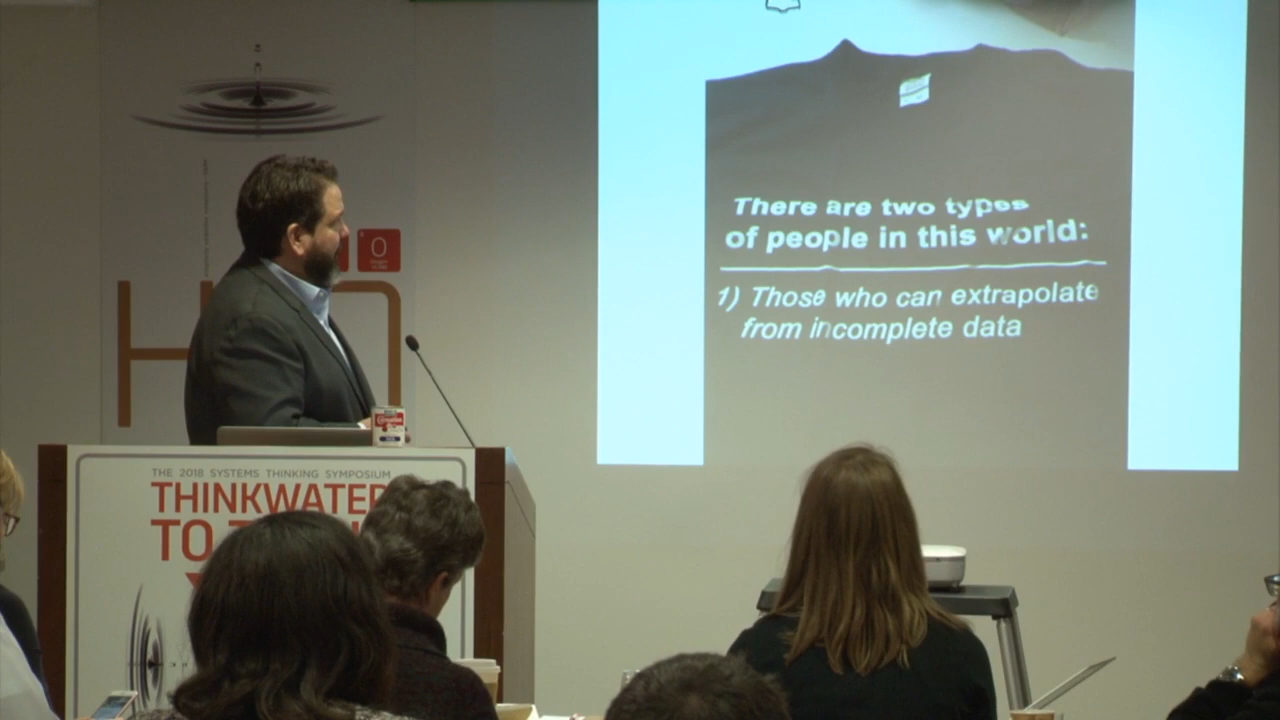 There are two types
of people in this world:
1) Those who can extrapolate
from incomplete data
O
THE 2018 SYSTEMS THINKING SYMPOSIUM
THINKWATER
TO